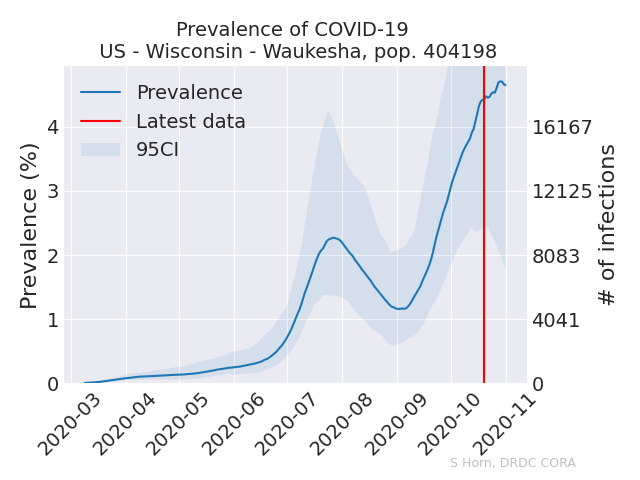 Prevalence of COVID-19
US - Wisconsin - Waukesha, pop. 404198
Prevalence
Latest data
95CI
Prevalence (%)
4
3
2
1
0
16167
12125
8083
4041
0
# of infections
2020-03
2020-04
2020-05
2020-06
2020-07
2020-08
2020-09
2020-10
2020-11
S Horn, DRDC CORA